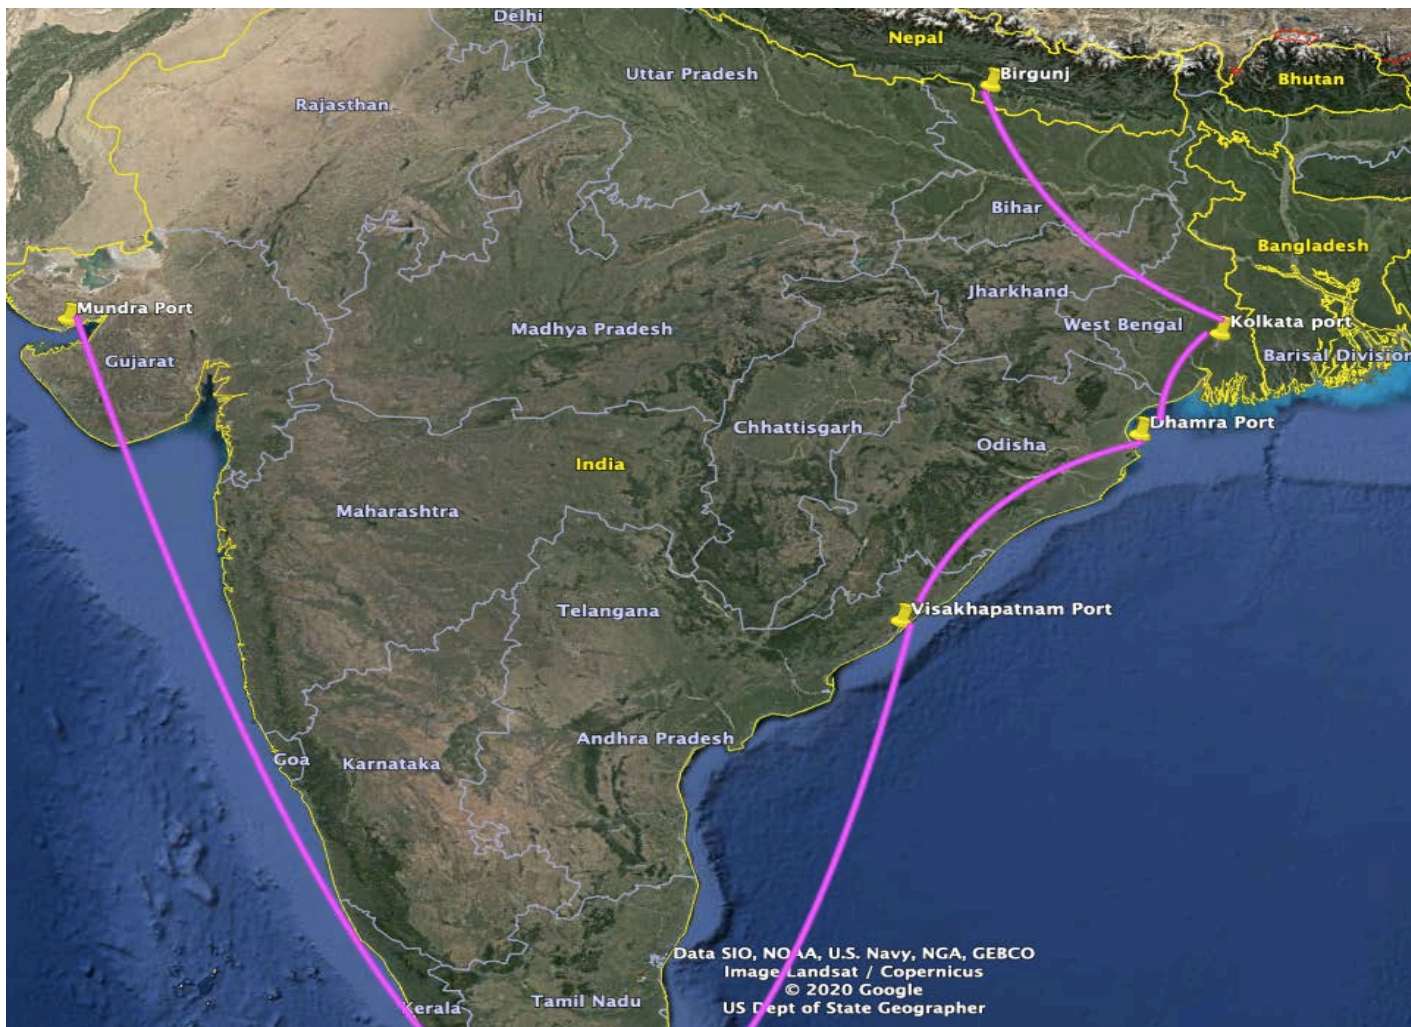 Delhi
Nepal
Uttar Pradesh
Birgunj
Bhutan
Rajasthan
Bihar
Bangladesh
Jharkhand
Mundra Port
Madhya Pradesh
West Bengal
Kolkata port
Gujarat
Barisal Division
Chhattisgarh
Dhamra Port
Odisha
India
Maharashtra
Telangana
Visakhapatnam Port
Andhra Pradesh
Goa
Karnataka
Data SIO, NOAA, U.S. Navy, NGA, GEBCO
Image Landsat / Copernicus
© 2020 Google
US Dept of State Geographer
Kerala
Tamil Nadu